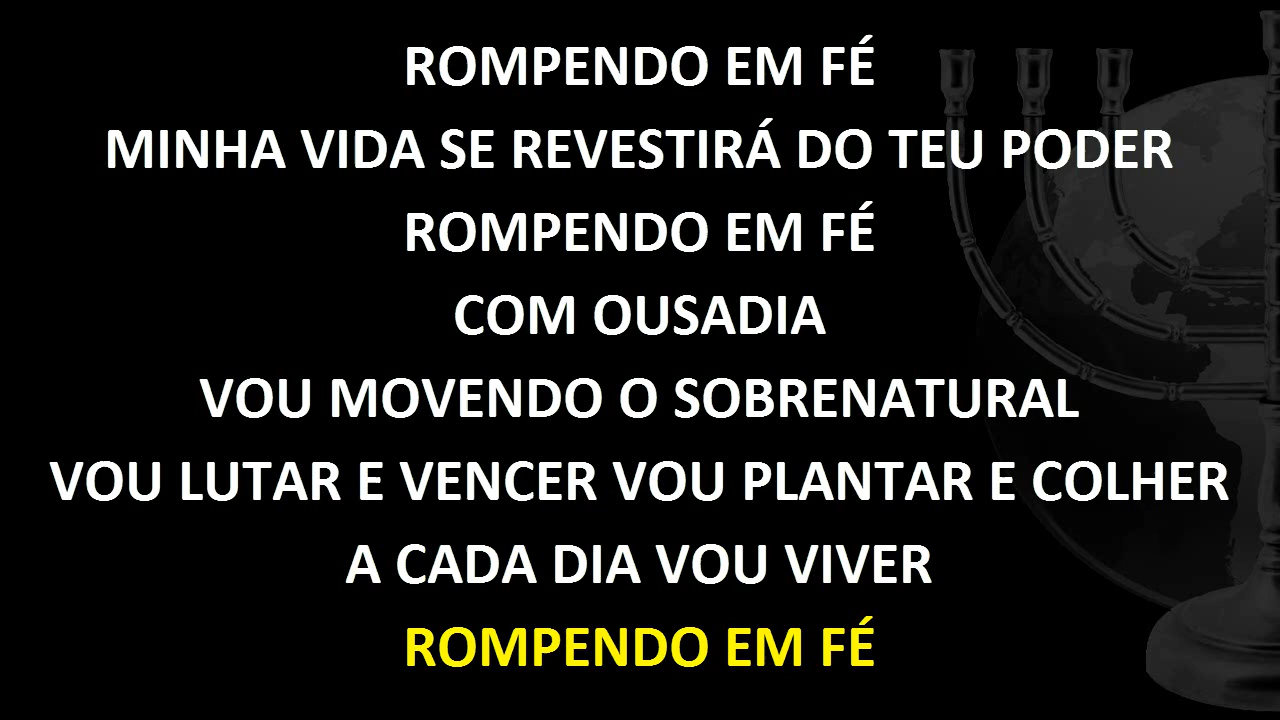 ROMPENDO EM FÉ
MINHA VIDA SE REVESTIRÁ DO TEU PODER
ROMPENDO EM FÉ
COM OUSADIA
VOU MOVENDO O SOBRENATURAL
VOU LUTAR E VENCER VOU PLANTAR E COLHER
A CADA DIA VOU VIVER
ROMPENDO EM FÉ